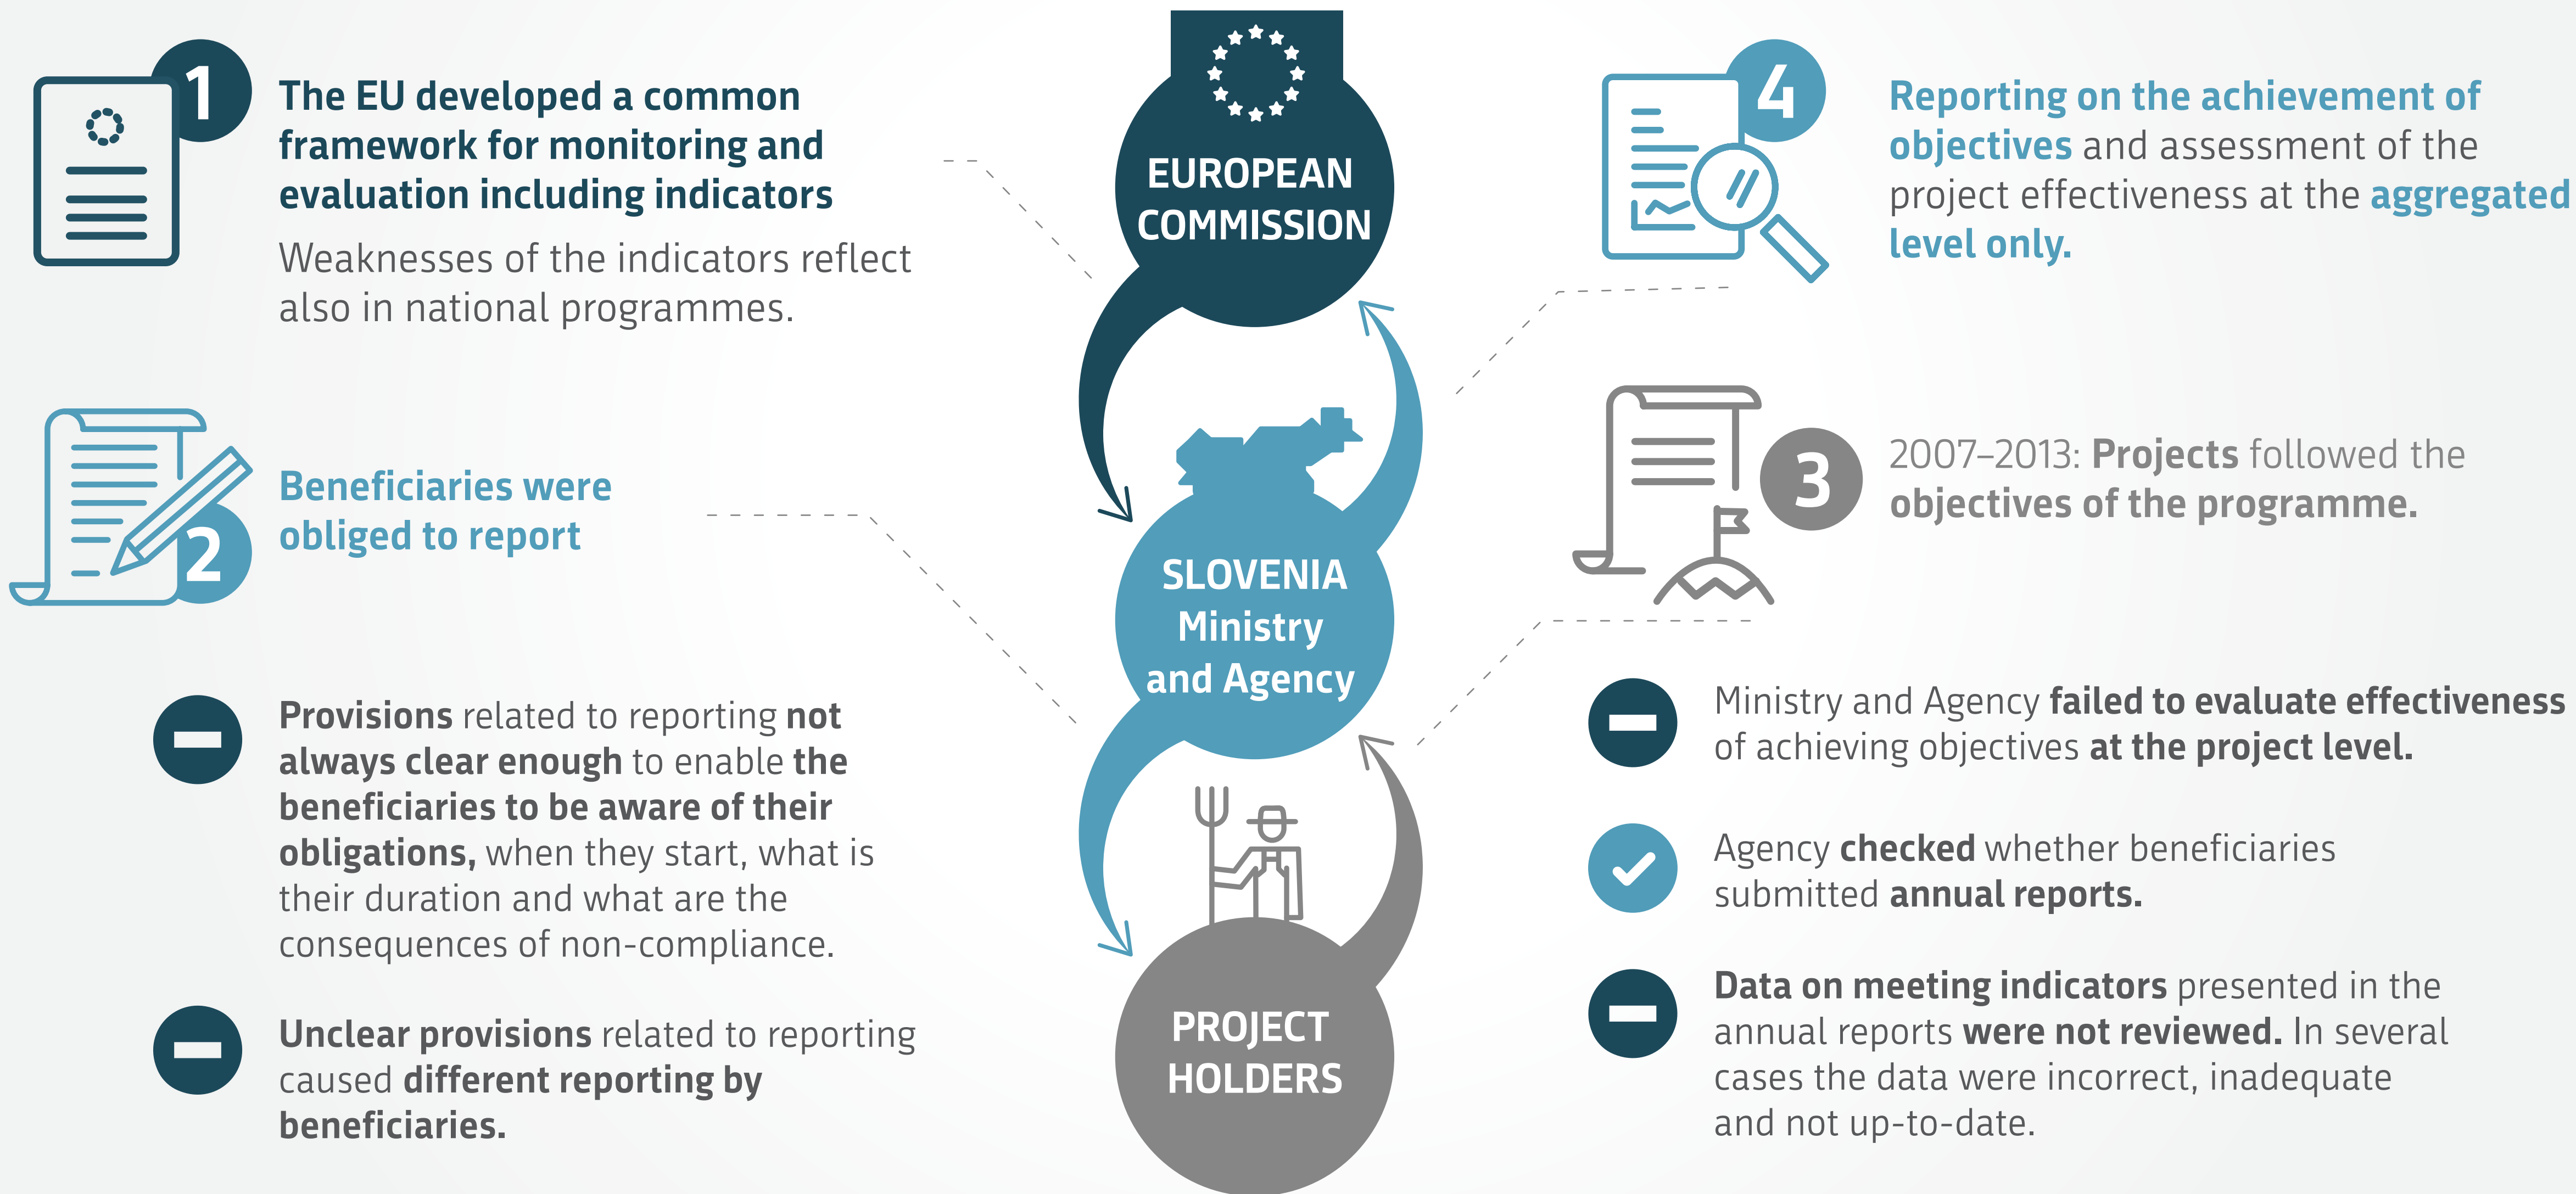 1
The EU developed a common
framework for monitoring and
evaluation including indicators
Weaknesses of the indicators reflect
also in national programmes.
2
Beneficiaries were
obliged to report
Provisions related to reporting not
always clear enough to enable the
beneficiaries to be aware of their
obligations, when they start, what is
their duration and what are the
consequences of non-compliance.
Unclear provisions related to reporting
caused different reporting by
beneficiaries.
EUROPEAN
COMMISSION
SLOVENIA
Ministry
and Agency
PROJECT
HOLDERS
4
Reporting on the achievement of
objectives and assessment of the
project effectiveness at the aggregated
level only.
3
2007–2013: Projects followed the
objectives of the programme.
Ministry and Agency failed to evaluate effectiveness
of achieving objectives at the project level.
Agency checked whether beneficiaries
submitted annual reports.
Data on meeting indicators presented in the
annual reports were not reviewed. In several
cases the data were incorrect, inadequate
and not up-to-date.